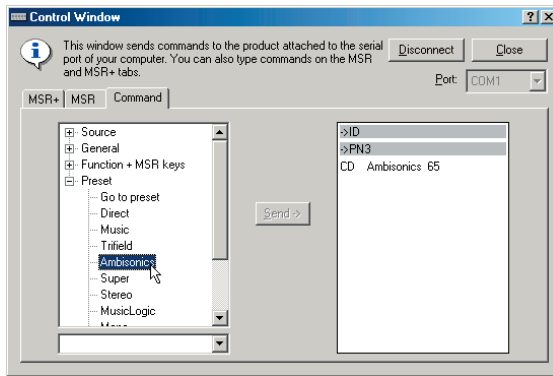 Control Window
This window sends commands to the product attached to the serial
port of your computer. You can also type commands on the MSR
and MSR+ tabs.
Disconnect
Close
Port:
COM1
MSR+
MSR
Command
Source
General
Function + MSR keys
Preset
Go to preset
Direct
Music
Trifield
Ambisonics
Super
Stereo
MusicLogic
Send ->
->ID
->PN3
CD Ambisonics 65